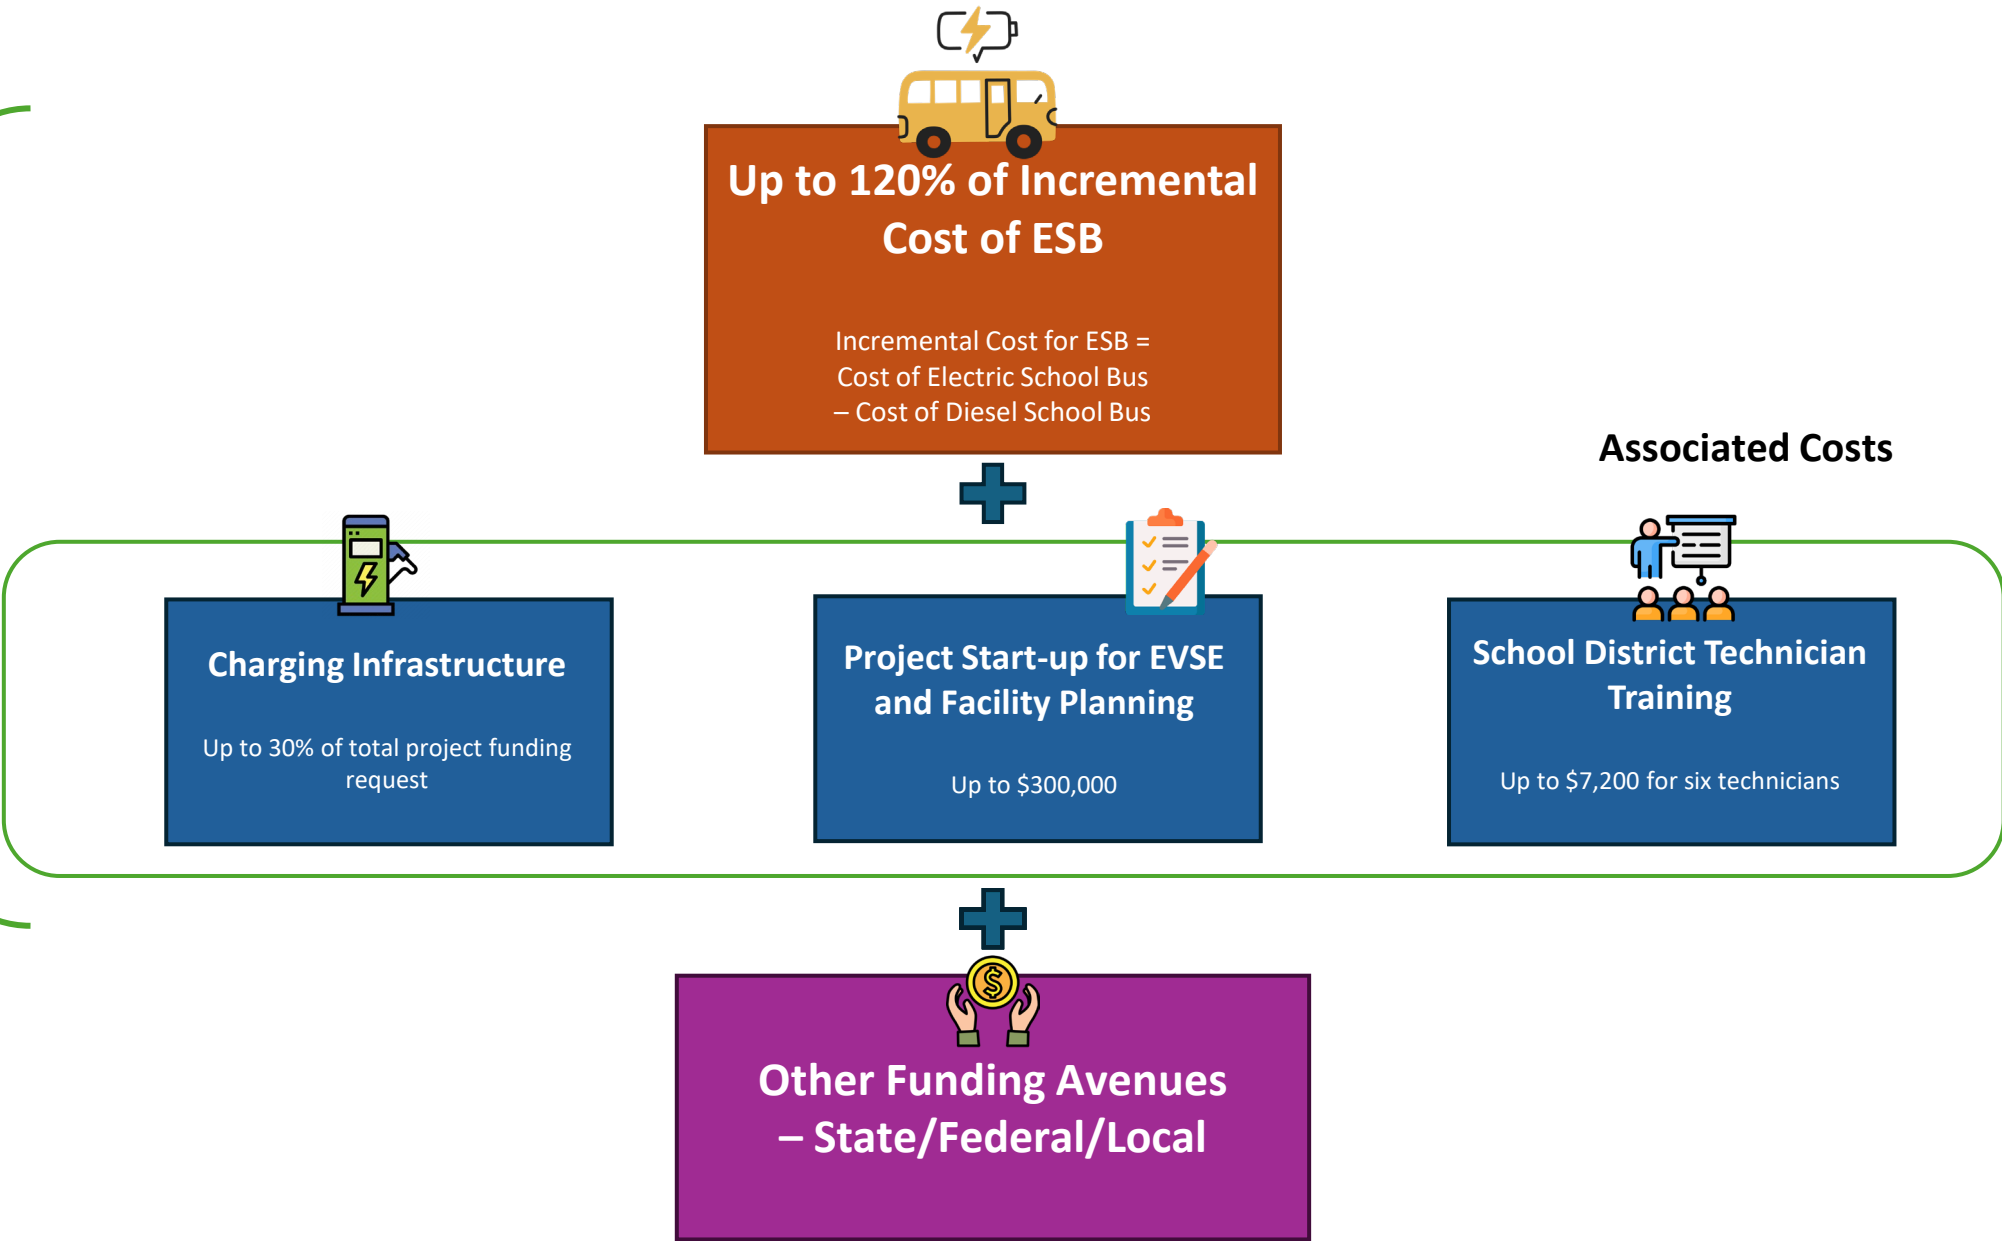 Up to 120% of Incremental
Cost of ESB
Incremental Cost for ESB =
Cost of Electric School Bus
– Cost of Diesel School Bus
Associated Costs
Charging Infrastructure
Up to 30% of total project funding
request
Project Start-up for EVSE
and Facility Planning
Up to $300,000
School District Technician
Training
Up to $7,200 for six technicians
$
Other Funding Avenues
– State/Federal/Local